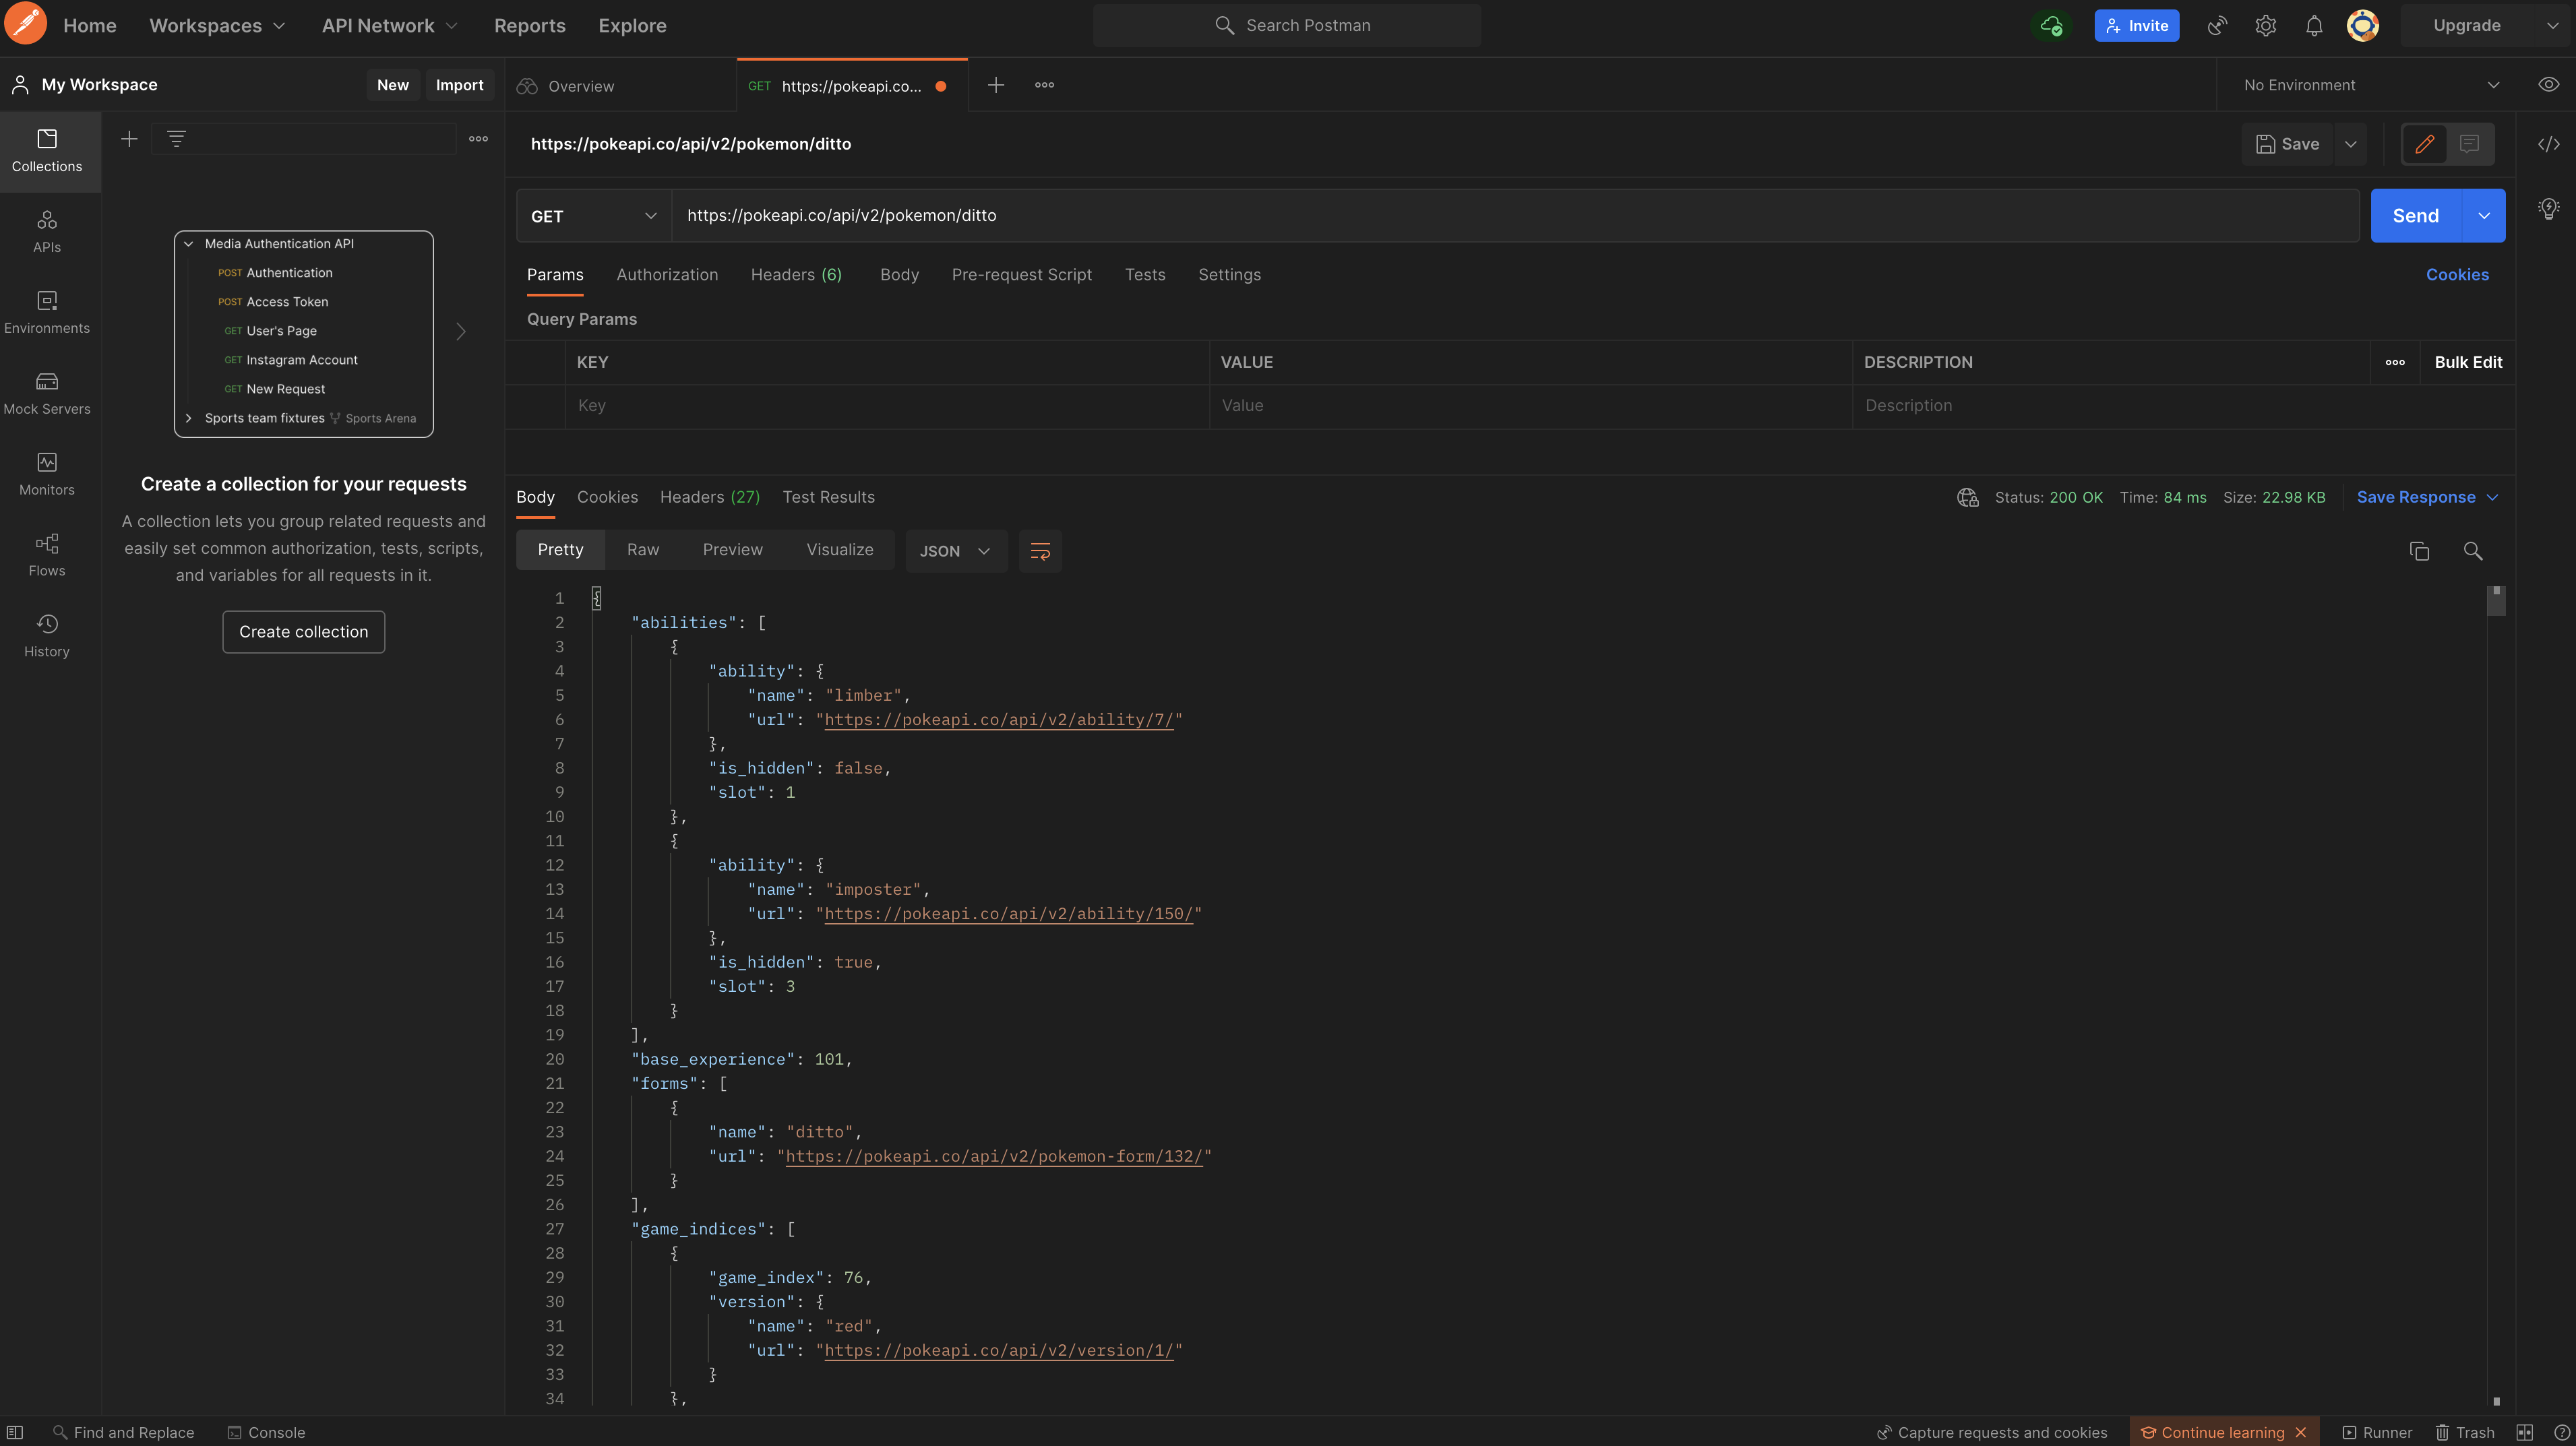 Home Workspaces API Network Reports Explore Search Postman Invite Upgrade
My Workspace New Import Overview GET https://pokeapi.co... No Environment
Collections
APIs
Environments
Mock Servers
Monitors
Flows
History
Media Authentication API
POST Authentication
POST Access Token
GET User's Page
GET Instagram Account
GET New Request
Sports team fixtures Sports Arena
Create a collection for your requests
A collection lets you group related requests and
easily set common authorization, tests, scripts,
and variables for all requests in it.
Create collection
https://pokeapi.co/api/v2/pokemon/ditto Save
GET https://pokeapi.co/api/v2/pokemon/ditto Send
Params Authorization Headers (6) Body Pre-request Script Tests Settings Cookies
Query Params
KEY VALUE DESCRIPTION Bulk Edit
Key Value Description
Body Cookies Headers (27) Test Results Status: 200 OK Time: 84 ms Size: 22.98 KB Save Response
Pretty Raw Preview Visualize JSON
1 {
2 "abilities": [
3 {
4 "ability": {
5 "name": "limber",
6 "url": "https://pokeapi.co/api/v2/ability/7/"
7 },
8 "is_hidden": false,
9 "slot": 1
10 },
11 {
12 "ability": {
13 "name": "imposter",
14 "url": "https://pokeapi.co/api/v2/ability/150/"
15 },
16 "is_hidden": true,
17 "slot": 3
18 }
19 ],
20 "base_experience": 101,
21 "forms": [
22 {
23 "name": "ditto",
24 "url": "https://pokeapi.co/api/v2/pokemon-form/132/"
25 }
26 ],
27 "game_indices": [
28 {
29 "game_index": 76,
30 "version": {
31 "name": "red",
32 "url": "https://pokeapi.co/api/v2/version/1/"
33 }
34 },
Find and Replace Console Capture requests and cookies Continue learning Runner Trash